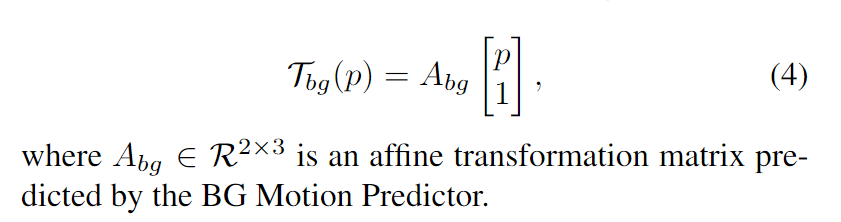 𝒯_{bg}(p) = A_{bg} [p 1], (4)
where A_{bg} ∈ ℛ^{2×3} is an affine transformation matrix pre-
dicted by the BG Motion Predictor.